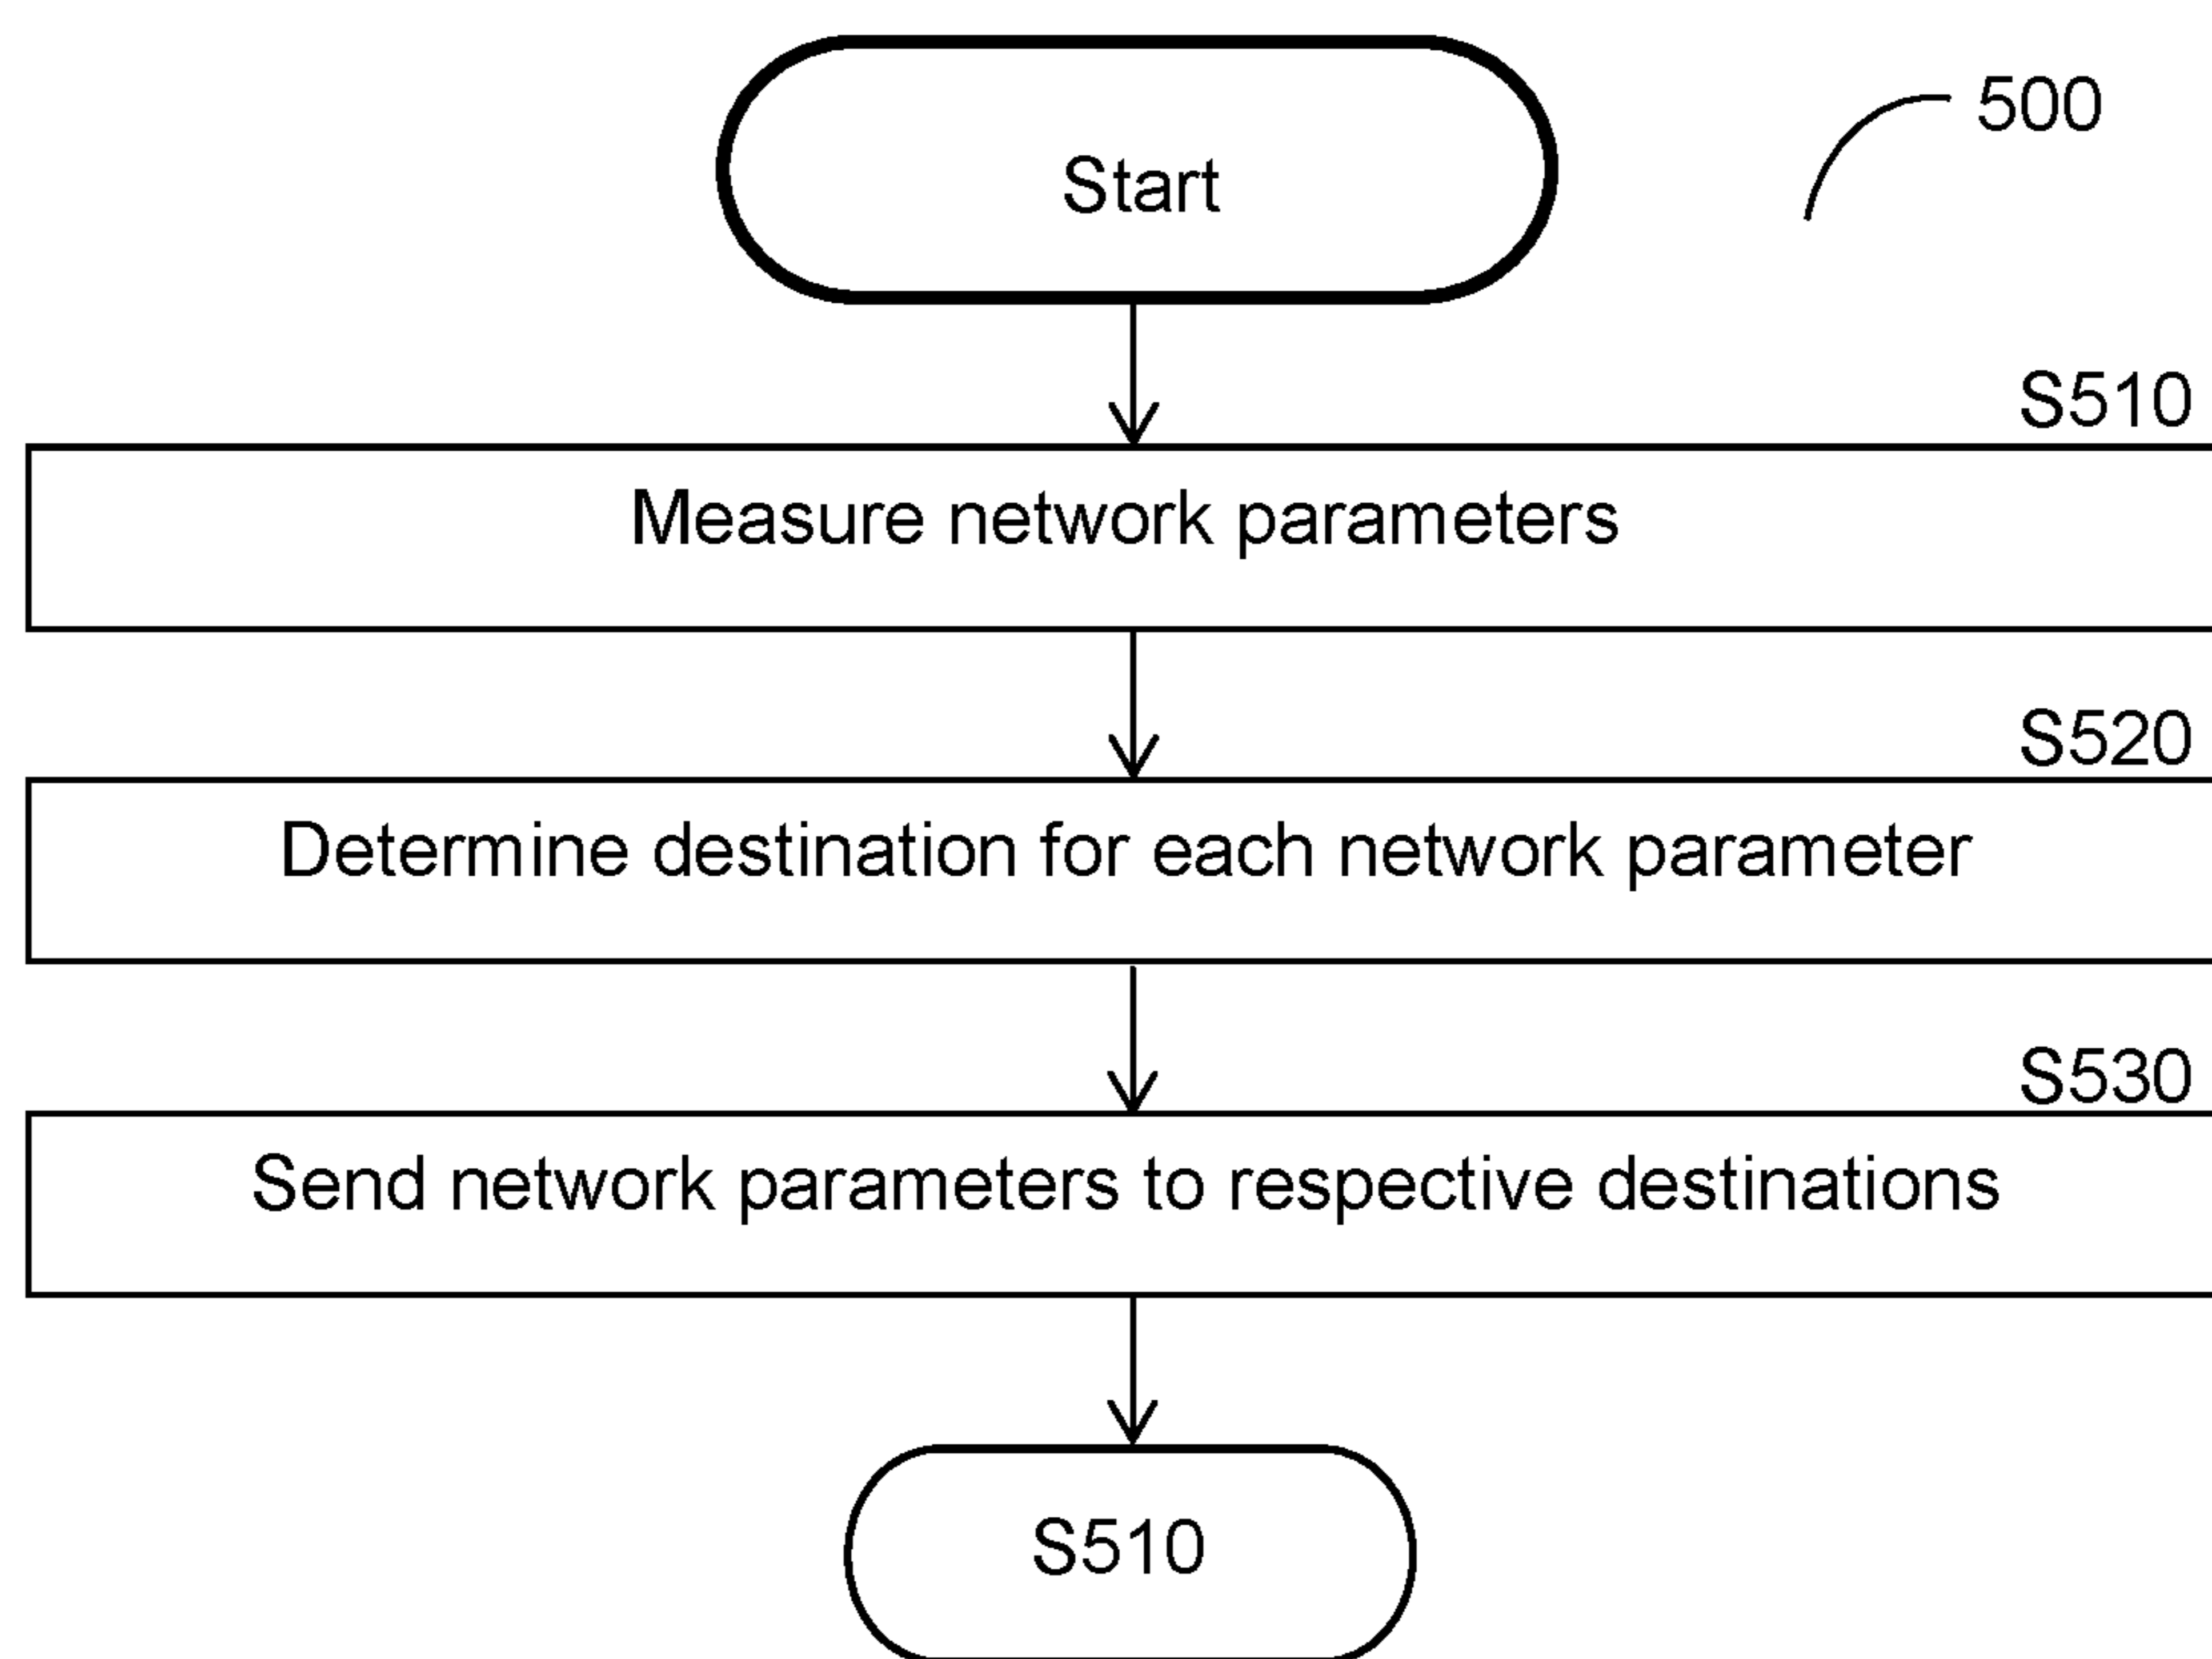 Start
500
S510
Measure network parameters
S520
Determine destination for each network parameter
S530
Send network parameters to respective destinations
S510